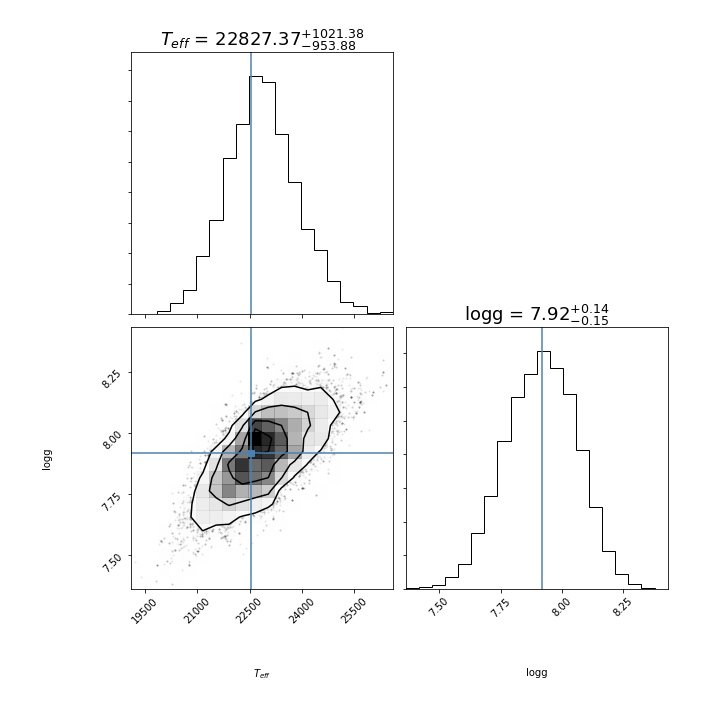 T_eff = 22827.37 +1021.38 −953.88
logg = 7.92 +0.14 −0.15
logg
8.25
8.00
7.75
7.50
19500 21000 22500 24000 25500
7.50 7.75 8.00 8.25
T_eff
logg